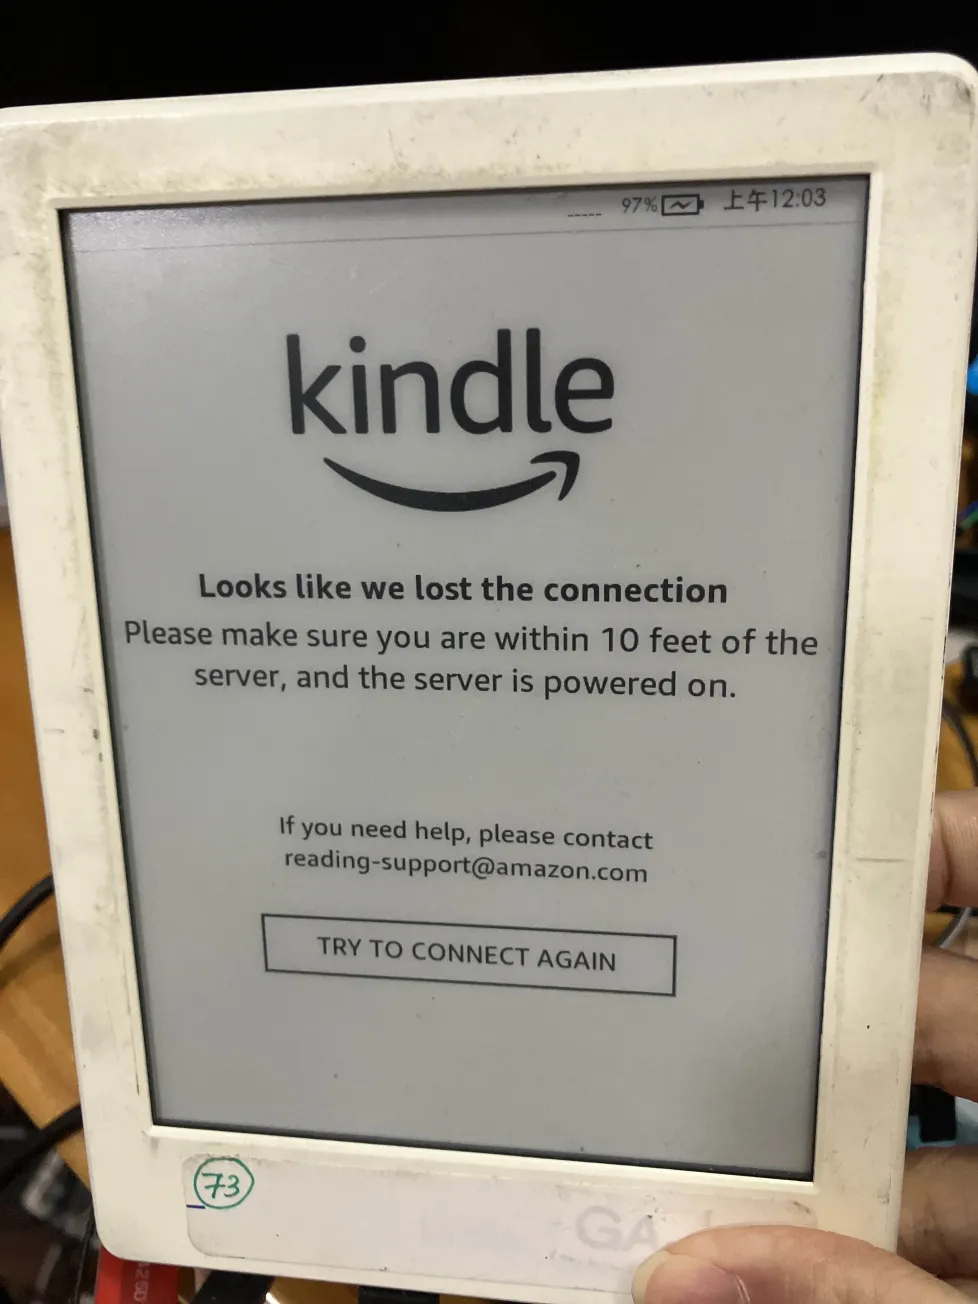 97% 上午12:03
kindle
Looks like we lost the connection
Please make sure you are within 10 feet of the
server, and the server is powered on.
If you need help, please contact
reading-support@amazon.com
TRY TO CONNECT AGAIN
73
GA